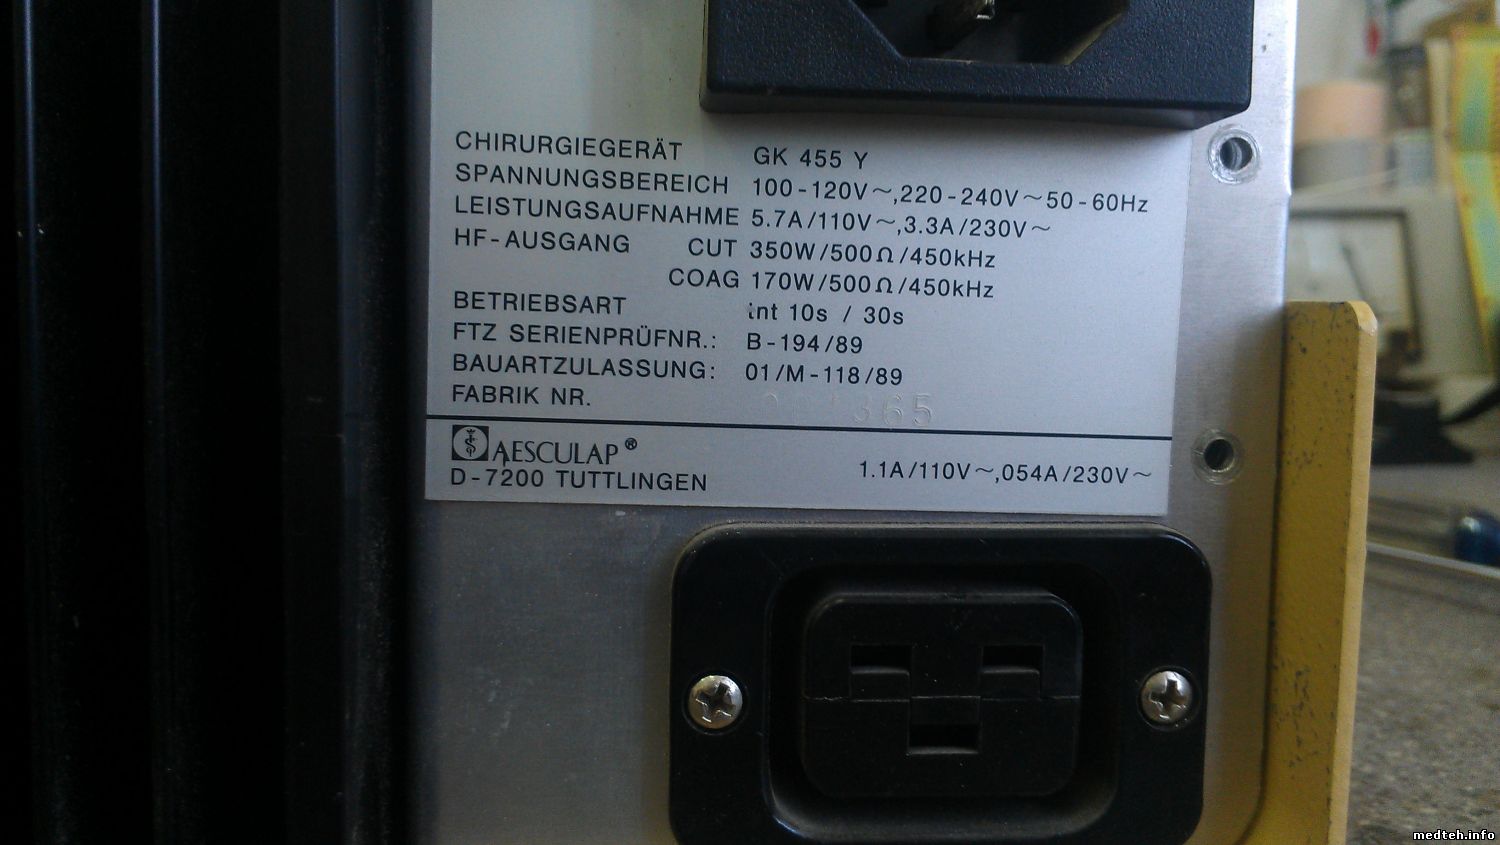 CHIRURGIEGERÄT GK 455 Y
SPANNUNGSBEREICH 100-120V~,220-240V~50-60Hz
LEISTUNGSAUFNAHME 5.7A/110V~,3.3A/230V~
HF-AUSGANG CUT 350W/500Ω/450kHz
COAG 170W/500Ω/450kHz
BETRIEBSART int 10s / 30s
FTZ SERIENPRÜFNR.: B-194/89
BAUARTZULASSUNG: 01/M-118/89
FABRIK NR.
AESCULAP®
D-7200 TUTTLINGEN 1.1A/110V~,054A/230V~
medteh.info